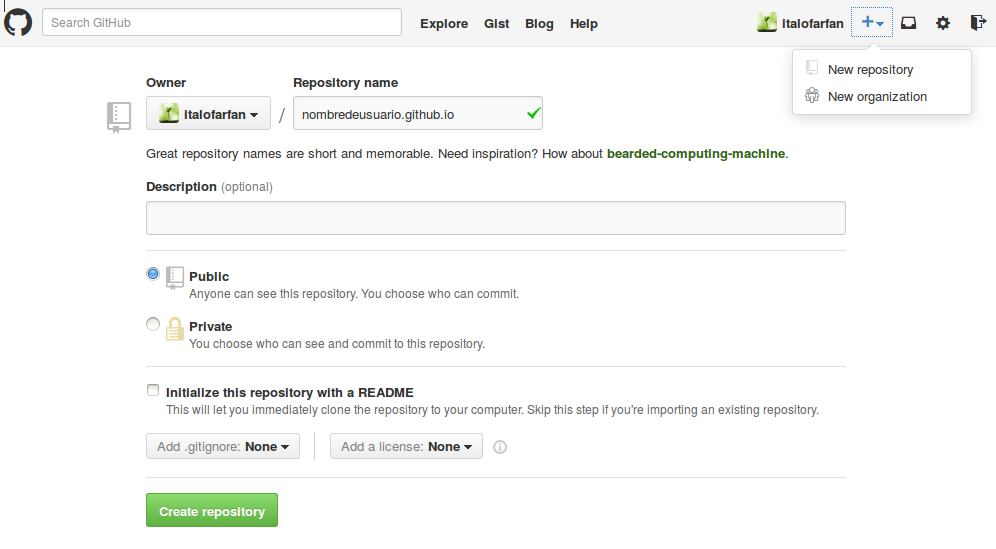 Search GitHub
Explore Gist Blog Help
italofarfan
New repository
New organization
Owner
Repository name
italofarfan / nombredeusuario.github.io
Great repository names are short and memorable. Need inspiration? How about bearded-computing-machine.
Description (optional)
Public
Anyone can see this repository. You choose who can commit.
Private
You choose who can see and commit to this repository.
Initialize this repository with a README
This will let you immediately clone the repository to your computer. Skip this step if you're importing an existing repository.
Add .gitignore: None
Add a license: None
Create repository